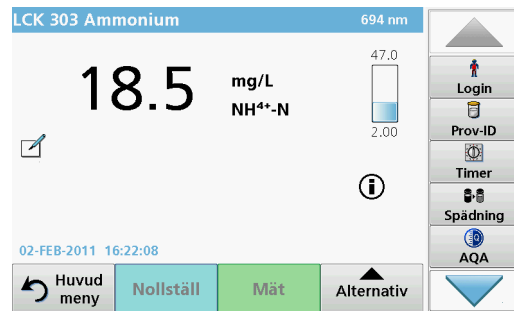 LCK 303 Ammonium 694 nm
47.0
18.5 mg/L
NH⁴⁺-N
2.00
02-FEB-2011 16:22:08
Huvud
meny
Nollställ
Mät
Alternativ
Login
Prov-ID
Timer
Spädning
AQA